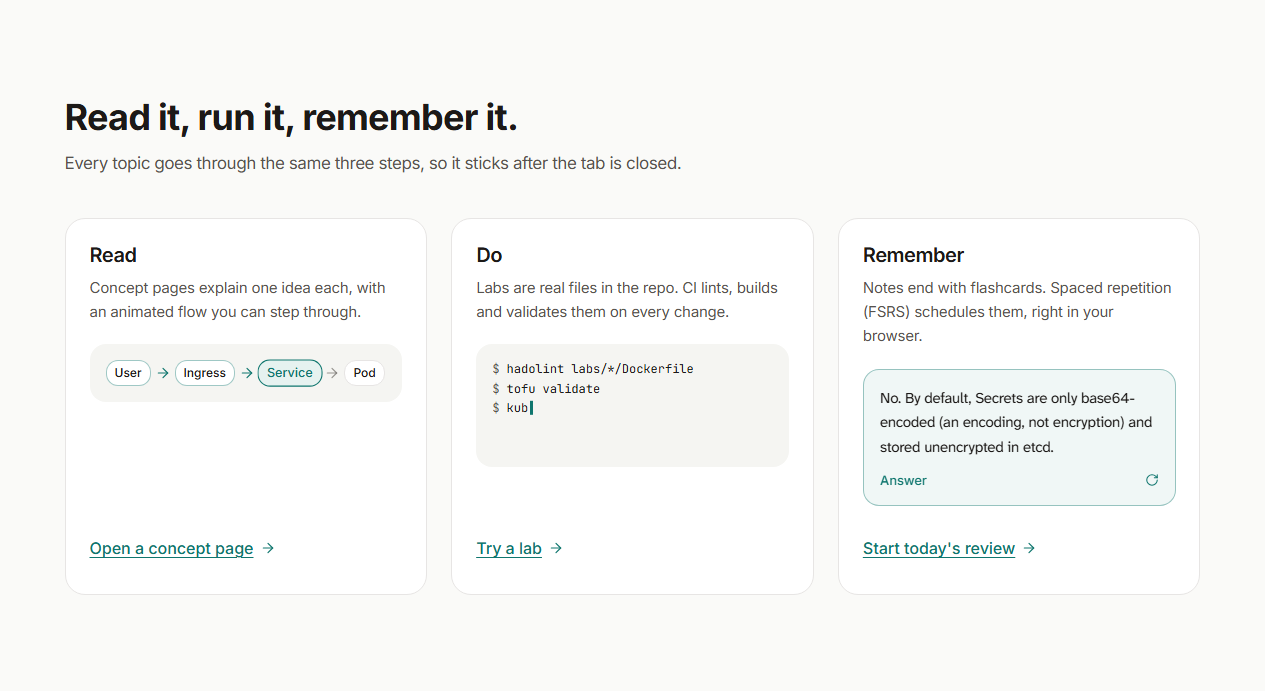 Read it, run it, remember it.
Every topic goes through the same three steps, so it sticks after the tab is closed.
Read
Concept pages explain one idea each, with
an animated flow you can step through.
User → Ingress → Service → Pod
Open a concept page →
Do
Labs are real files in the repo. CI lints, builds
and validates them on every change.
$ hadolint labs/*/Dockerfile
$ tofu validate
$ kub
Try a lab →
Remember
Notes end with flashcards. Spaced repetition
(FSRS) schedules them, right in your
browser.
No. By default, Secrets are only base64-
encoded (an encoding, not encryption) and
stored unencrypted in etcd.
Answer
Start today's review →